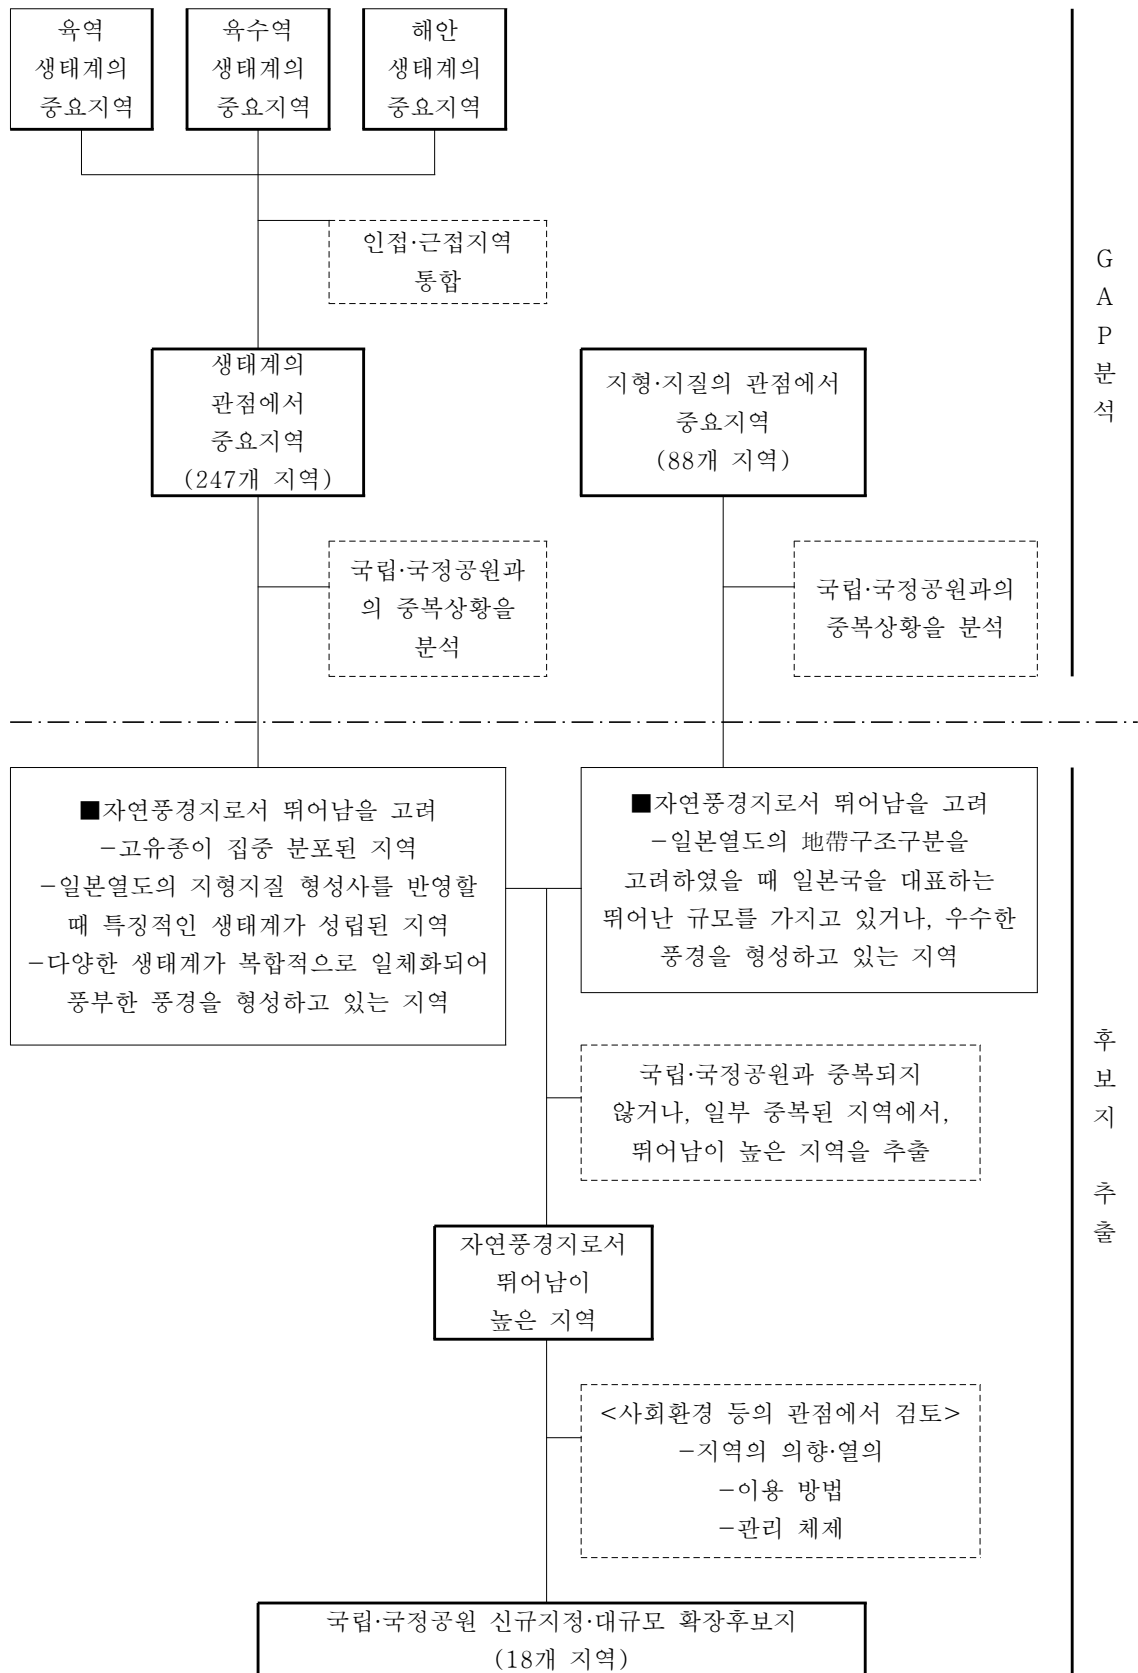 육역
생태계의
중요지역
육수역
생태계의
중요지역
해안
생태계의
중요지역
인접·근접지역
통합
생태계의
관점에서
중요지역
(247개 지역)
지형·지질의 관점에서
중요지역
(88개 지역)
국립·국정공원과
의 중복상황을
분석
국립·국정공원과의
중복상황을 분석
G
A
P
분
석
■자연풍경지로서 뛰어남을 고려
-고유종이 집중 분포된 지역
-일본열도의 지형지질 형성사를 반영할
때 특징적인 생태계가 성립된 지역
-다양한 생태계가 복합적으로 일체화되어
풍부한 풍경을 형성하고 있는 지역
■자연풍경지로서 뛰어남을 고려
-일본열도의 地帶구조구분을
고려하였을 때 일본국을 대표하는
뛰어난 규모를 가지고 있거나, 우수한
풍경을 형성하고 있는 지역
국립·국정공원과 중복되지
않거나, 일부 중복된 지역에서,
뛰어남이 높은 지역을 추출
자연풍경지로서
뛰어남이
높은 지역
<사회환경 등의 관점에서 검토>
-지역의 의향·열의
-이용 방법
-관리 체제
국립·국정공원 신규지정·대규모 확장후보지
(18개 지역)
후
보
지
추
출